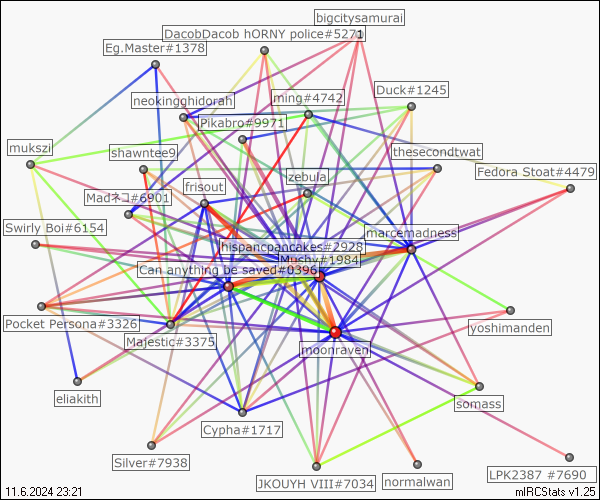 bigcitysamurai
DacobDacob hORNY police#5271
Eg.Master#1378
Duck#1245
ming#4742
neokingghidorah
Pikabro#9971
mukszi
shawntee9
thesecondtwat
zebula
Fedora Stoat#4479
frisout
Madネコ#6901
Swirly Boi#6154
marcemadness
hispancpancakes#2928
Mushy#1984
Can anything be saved#0396
Pocket Persona#3326
yoshimanden
Majestic#3375
moonraven
eliakith
somass
Cypha#1717
Silver#7938
JKOUYH VIII#7034
normalwan
LPK2387 #7690
11.6.2024 23:21
mIRCStats v1.25